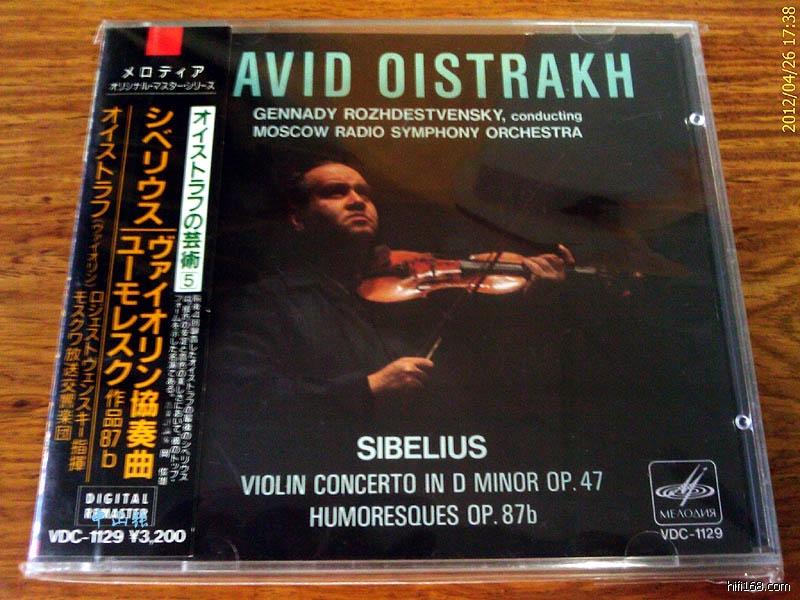 2012/04/26 17:38
メロディア
オリジナル・マスター・シリーズ
オイストラフの芸術 5
シベリウス
ヴァイオリン協奏曲
ユーモレスク 作品87b
オイストラフ(ヴァイオリン)
ロジェストヴェンスキー指揮
モスクワ放送交響楽団
DIGITAL
REMASTER
VDC-1129 ¥3,200
AVID OISTRAKH
GENNADY ROZHDESTVENSKY, conducting
MOSCOW RADIO SYMPHONY ORCHESTRA
SIBELIUS
VIOLIN CONCERTO IN D MINOR OP. 47
HUMORESQUES OP. 87b
МЕЛОДИЯ
VDC-1129
hifi168.com